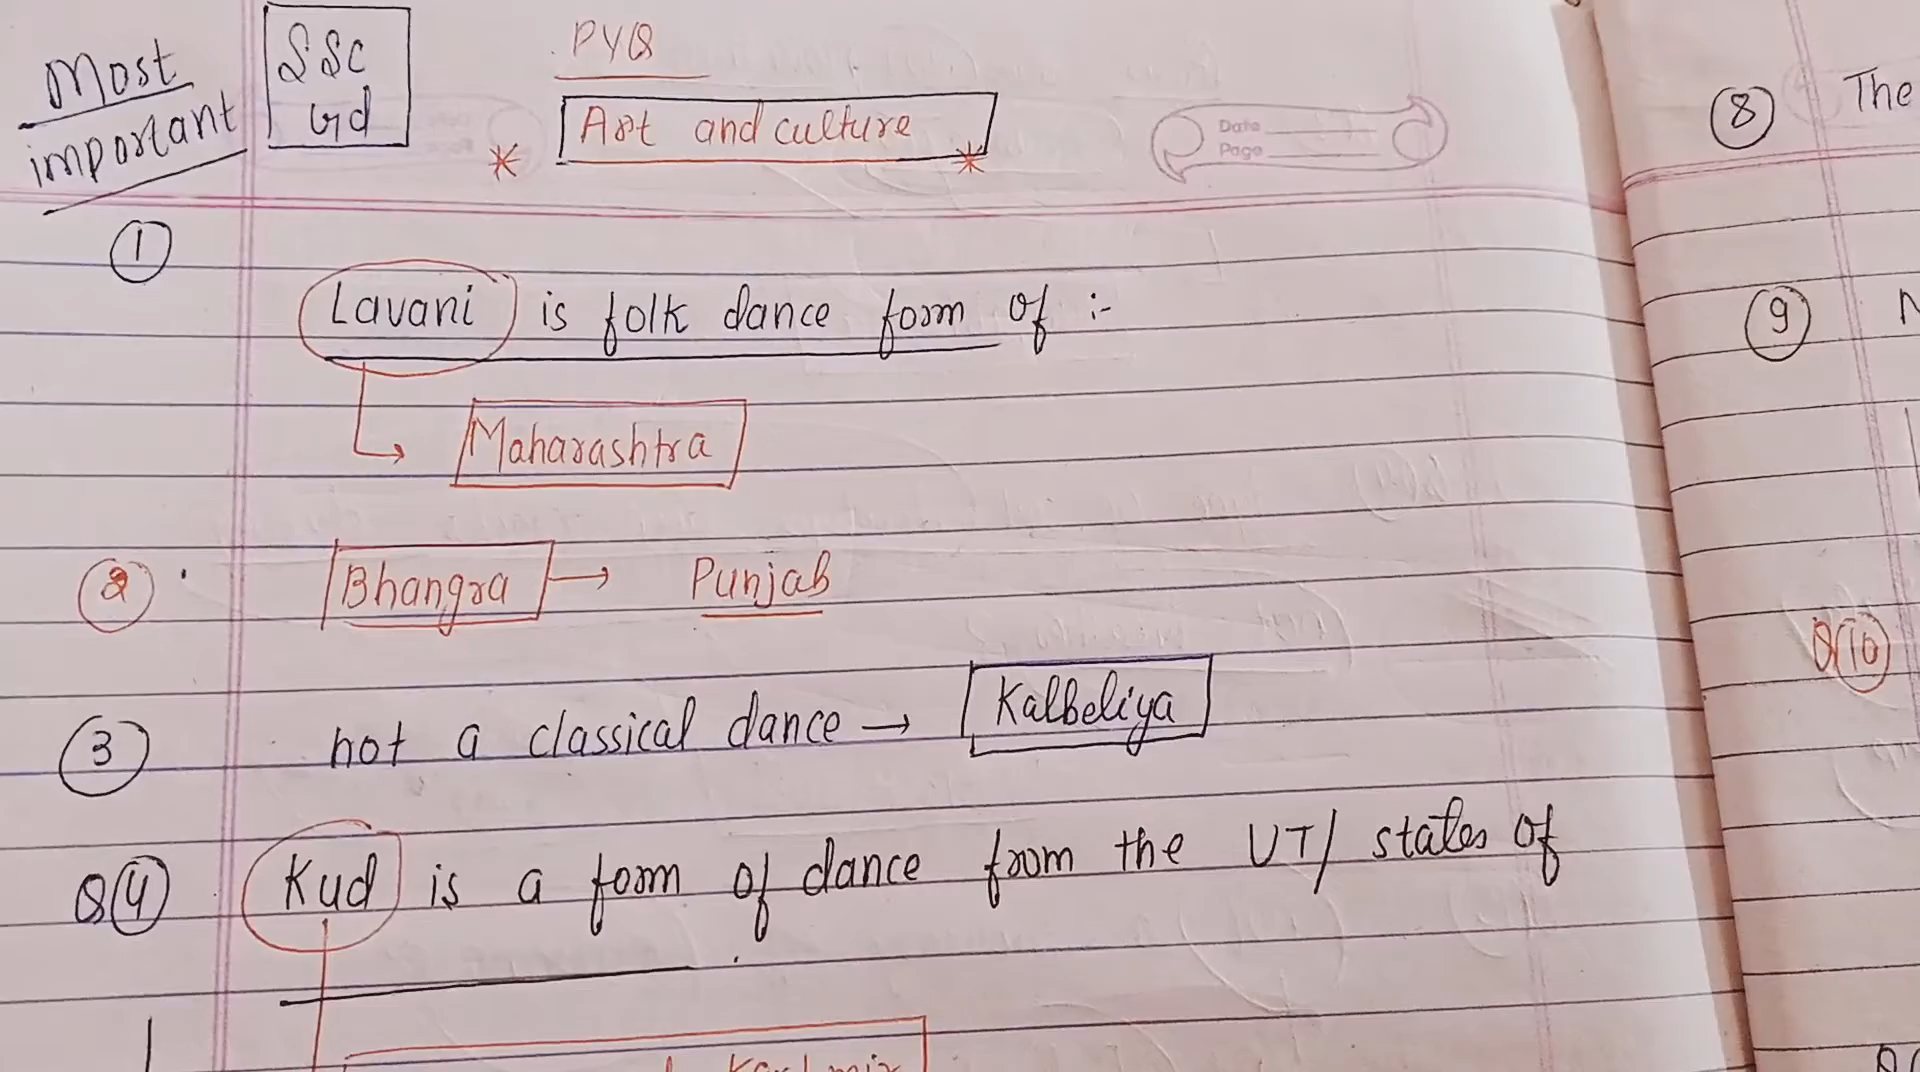 Most
important
SSC
Gd
PYQ
Art and culture
Date
Page
1
Lavani is folk dance form of :-
Maharashtra
2 Bhangra → Punjab
3 not a classical dance → Kalbeliya
Q4 Kud is a form of dance from the UT/ states of
Kashmir
8 The
9
Q10